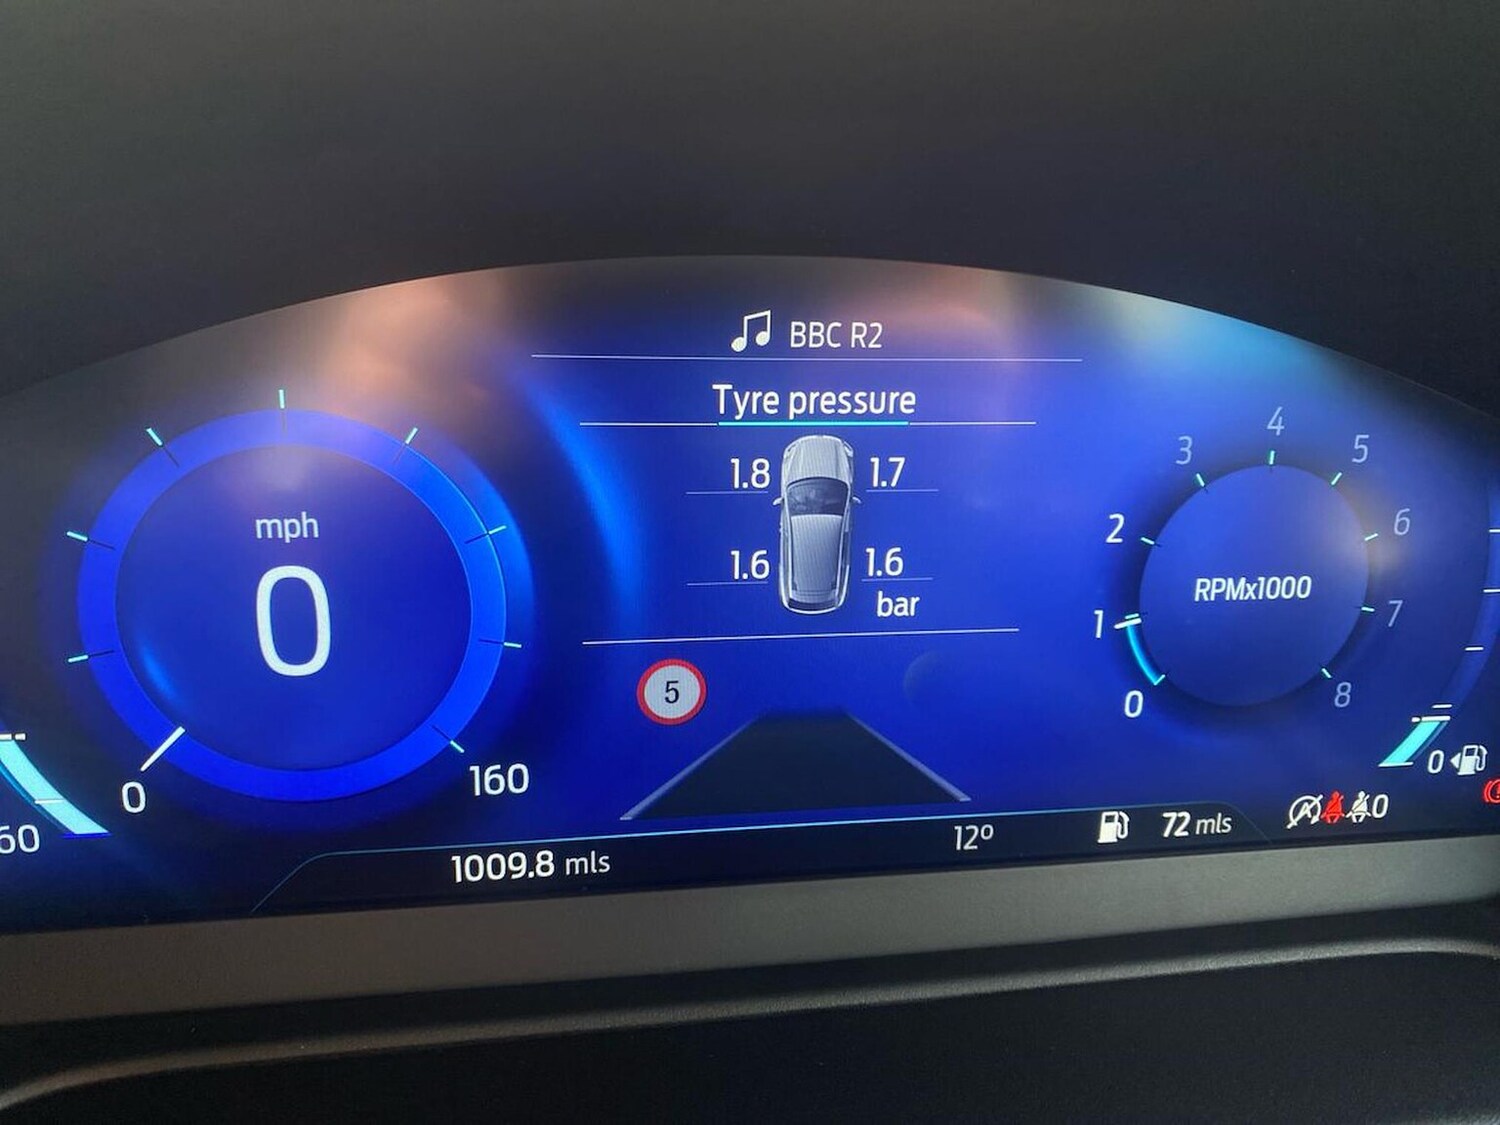 BBC R2
Tyre pressure
1.8 1.7
1.6 1.6
bar
mph
0
0 160
5
4
3 5
2 6
RPMx1000
1 7
0 8
60
0
1009.8 mls 12º 72 mls 0